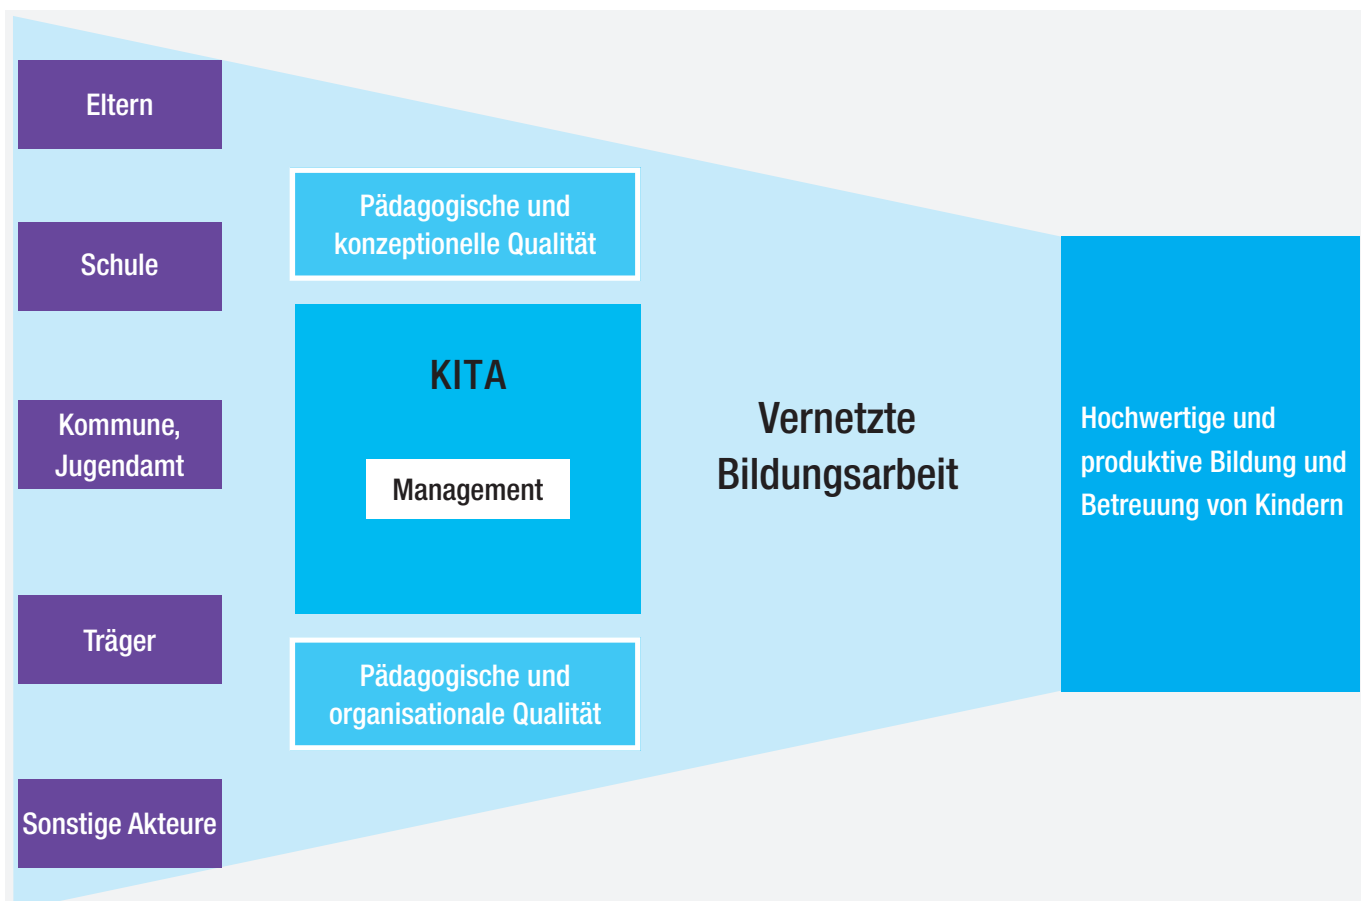 Eltern
Schule
Kommune,
Jugendamt
Träger
Sonstige Akteure
Pädagogische und
konzeptionelle Qualität
KITA
Management
Pädagogische und
organisationale Qualität
Vernetzte
Bildungsarbeit
Hochwertige und
produktive Bildung und
Betreuung von Kindern